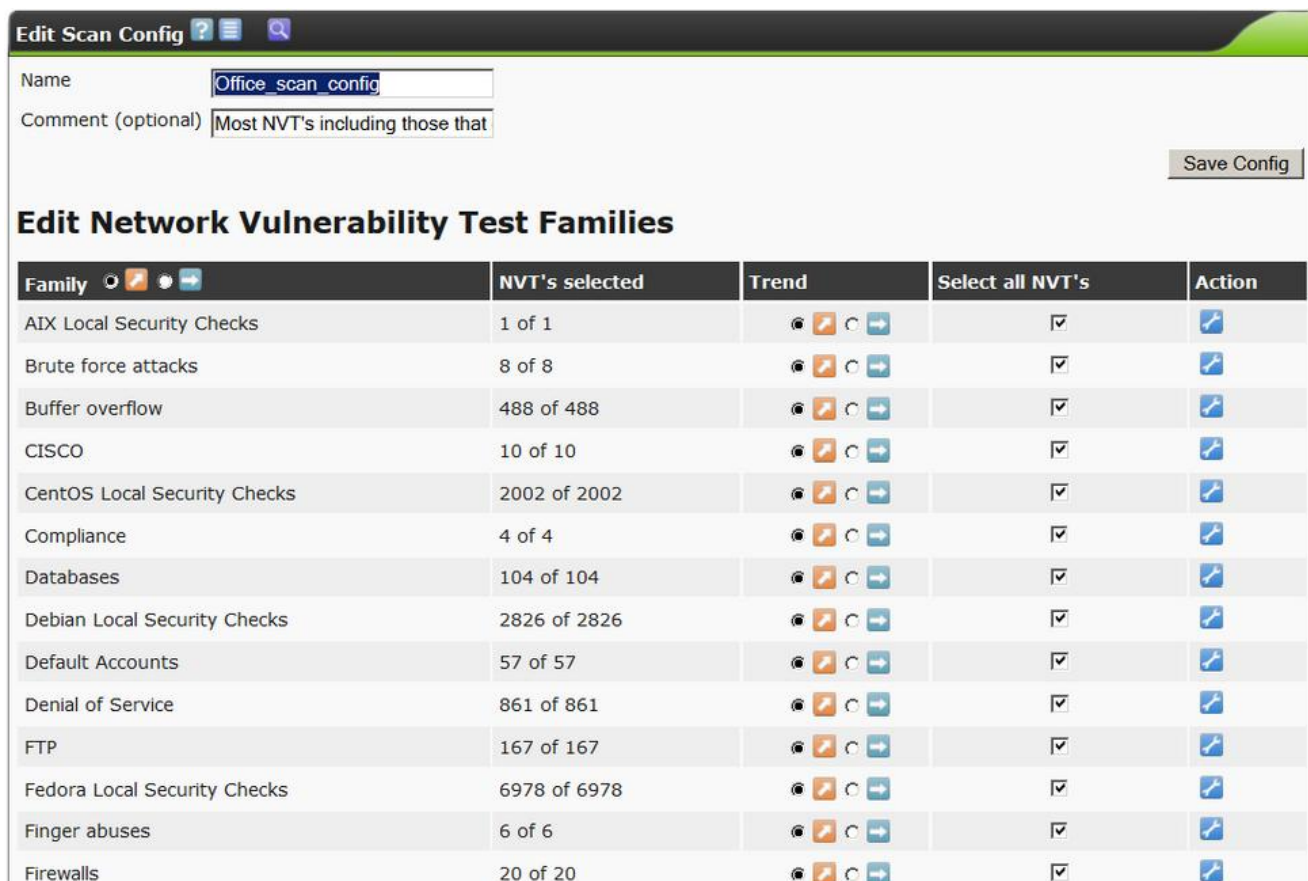 Edit Scan Config
Name Office_scan_config
Comment (optional) Most NVT's including those that
Save Config
Edit Network Vulnerability Test Families
Family NVT's selected Trend Select all NVT's Action
AIX Local Security Checks 1 of 1
Brute force attacks 8 of 8
Buffer overflow 488 of 488
CISCO 10 of 10
CentOS Local Security Checks 2002 of 2002
Compliance 4 of 4
Databases 104 of 104
Debian Local Security Checks 2826 of 2826
Default Accounts 57 of 57
Denial of Service 861 of 861
FTP 167 of 167
Fedora Local Security Checks 6978 of 6978
Finger abuses 6 of 6
Firewalls 20 of 20